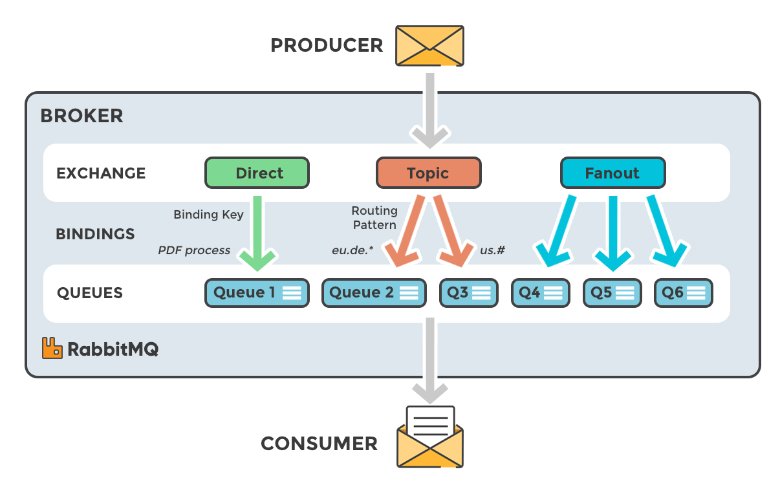 PRODUCER
BROKER
EXCHANGE
Direct
Topic
Fanout
BINDINGS
Binding Key
PDF process
Routing
Pattern
eu.de.*
us.#
QUEUES
Queue 1
Queue 2
Q3
Q4
Q5
Q6
RabbitMQ
CONSUMER